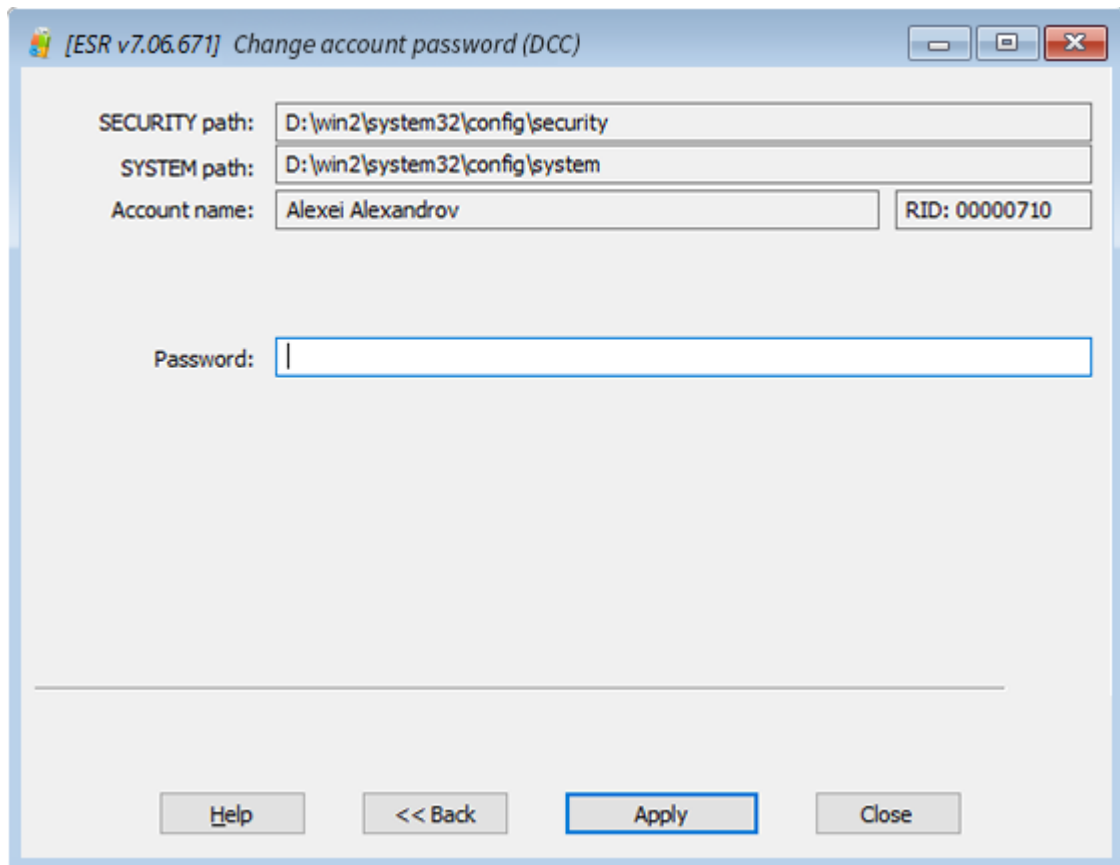 [ESR v7.06.671] Change account password (DCC)
SECURITY path: D:\win2\system32\config\security
SYSTEM path: D:\win2\system32\config\system
Account name: Alexei Alexandrov RID: 00000710
Password:
Help << Back Apply Close